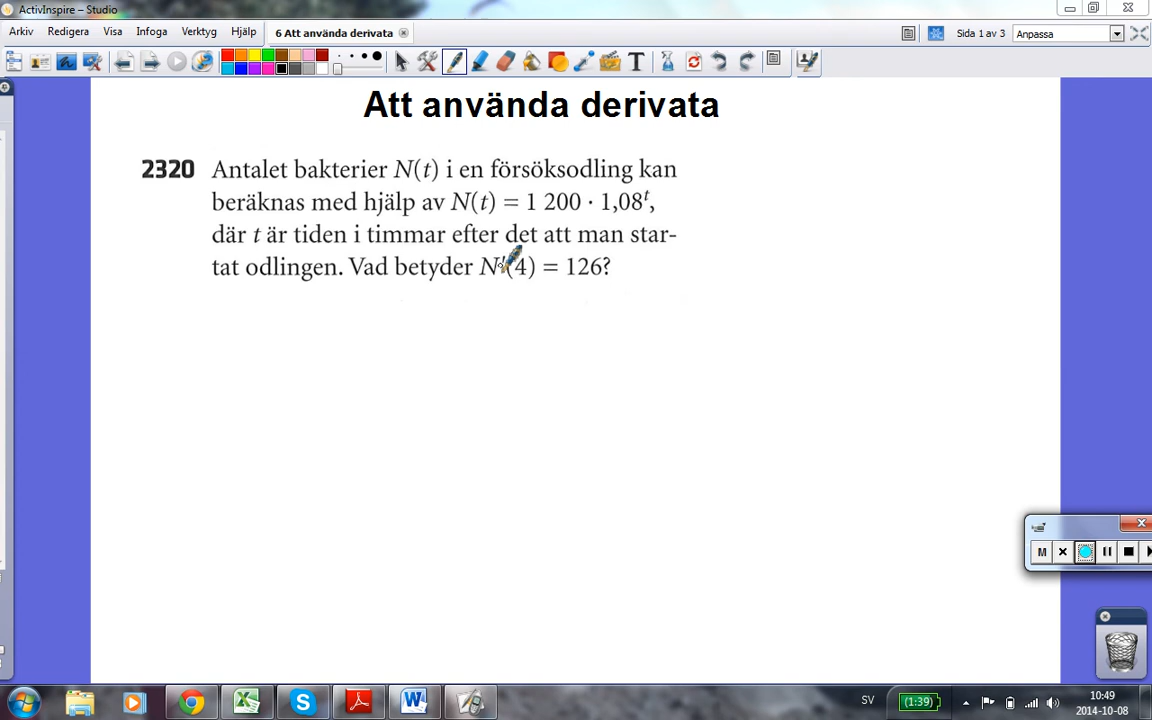 ActivInspire – Studio
Arkiv Redigera Visa Infoga Verktyg Hjälp 6 Att använda derivata Sida 1 av 3 Anpassa
Att använda derivata
2320 Antalet bakterier N(t) i en försöksodling kan
beräknas med hjälp av N(t) = 1 200 · 1,08^t,
där t är tiden i timmar efter det att man star-
tat odlingen. Vad betyder N'(4) = 126?
M
SV (1:39) 10:49
2014-10-08